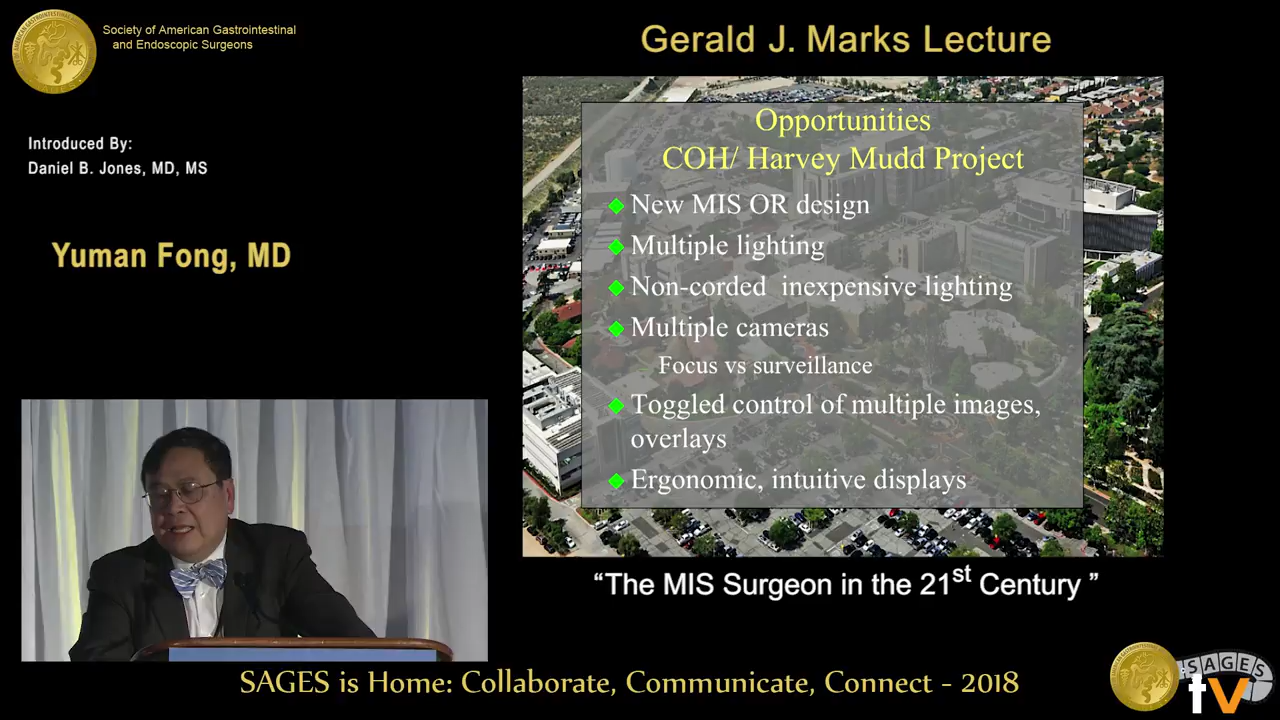 Society of American Gastrointestinal
and Endoscopic Surgeons
Gerald J. Marks Lecture
Introduced By:
Daniel B. Jones, MD, MS
Yuman Fong, MD
Opportunities
COH/ Harvey Mudd Project
New MIS OR design
Multiple lighting
Non-corded inexpensive lighting
Multiple cameras
Focus vs surveillance
Toggled control of multiple images,
overlays
Ergonomic, intuitive displays
“The MIS Surgeon in the 21st Century ”
SAGES is Home: Collaborate, Communicate, Connect - 2018
SAGES
tv